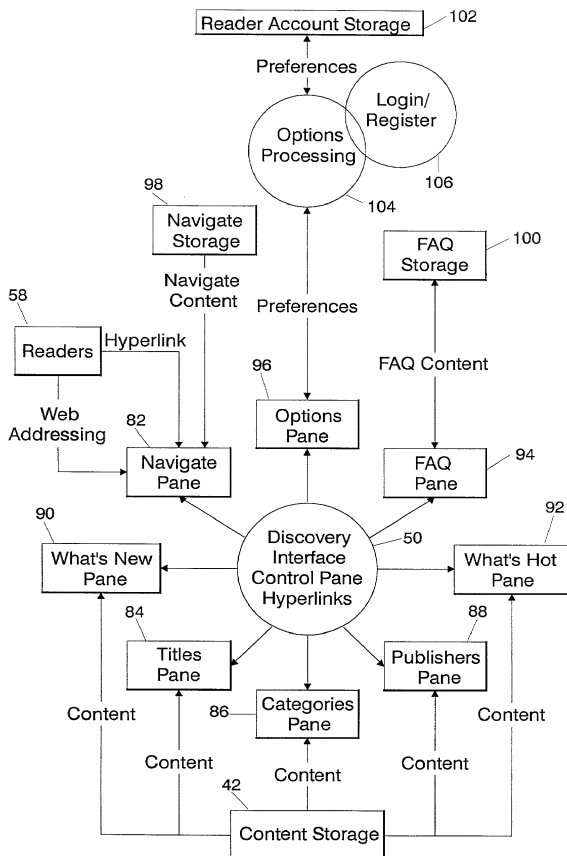 Reader Account Storage
102
Preferences
Login/
Register
Options
Processing
106
104
98
Navigate
Storage
FAQ
Storage
100
Navigate
Content
58
Readers
Hyperlink
Preferences
FAQ Content
96
Web
Addressing
82
Options
Pane
Navigate
Pane
FAQ
Pane
94
90
What's New
Pane
Discovery
Interface
Control Pane
Hyperlinks
50
92
What's Hot
Pane
84
Titles
Pane
88
Publishers
Pane
86
Categories
Pane
Content
Content
Content
Content
Content
42
Content Storage